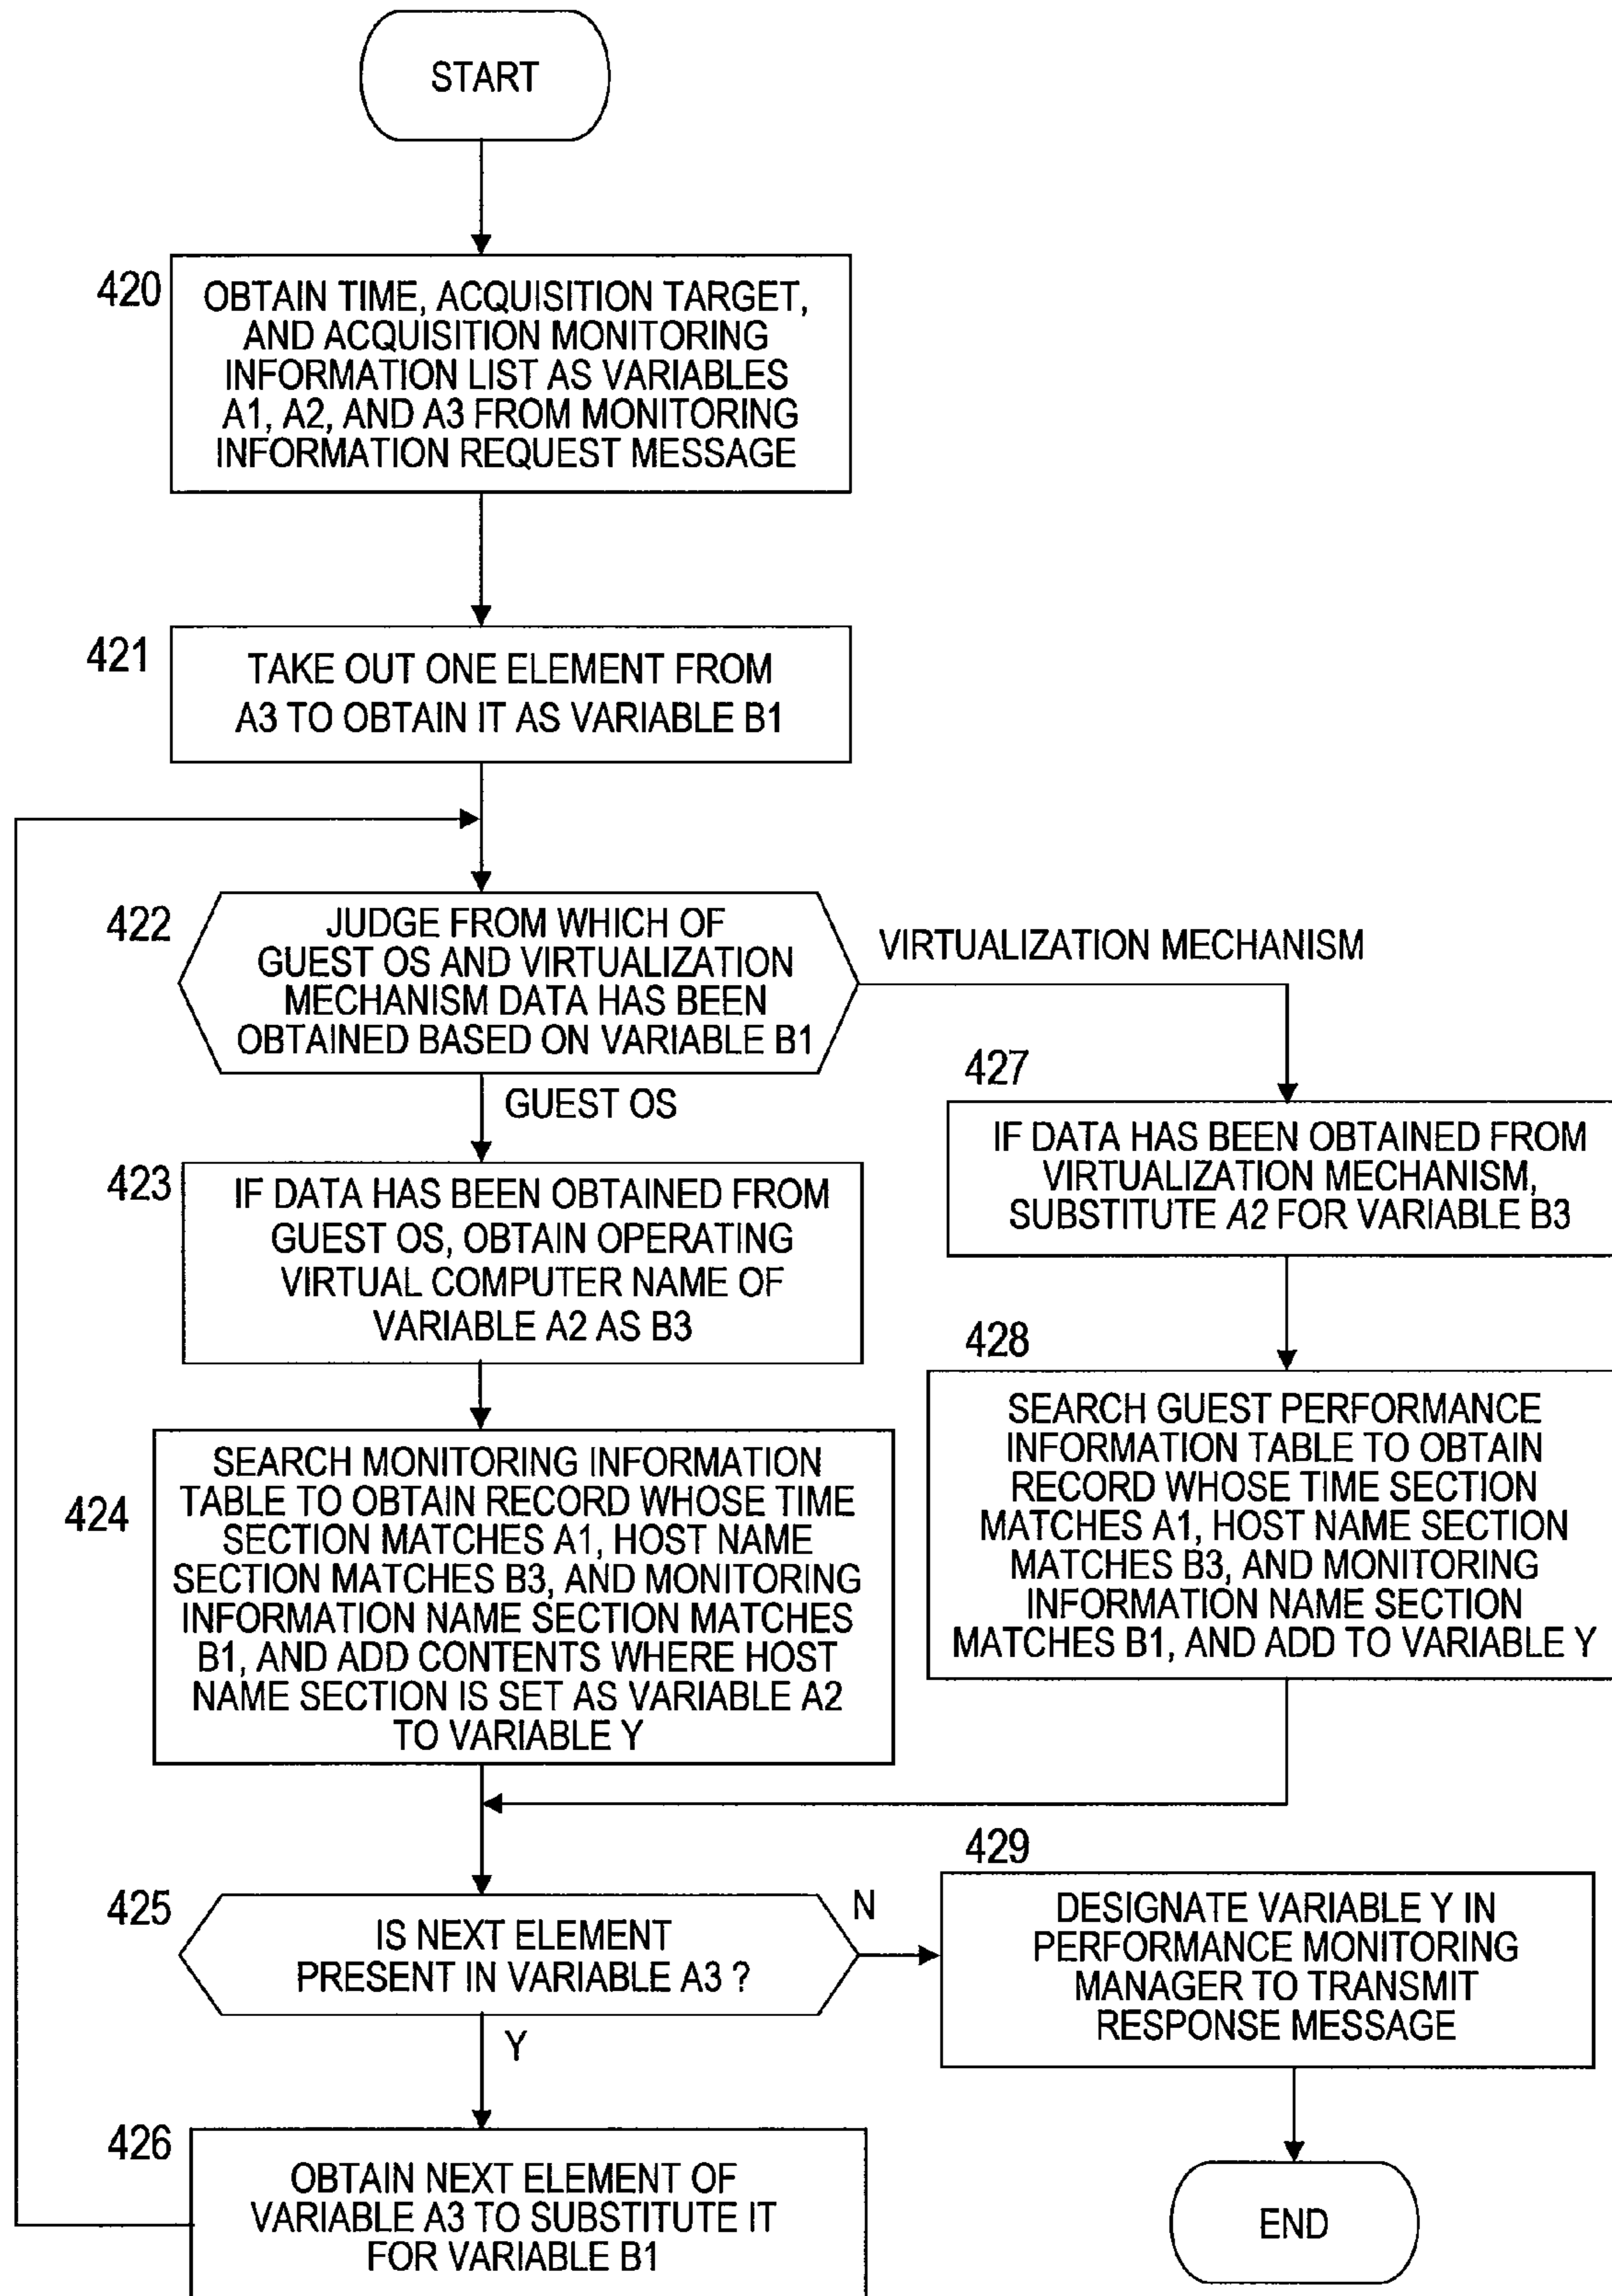 START
420
OBTAIN TIME, ACQUISITION TARGET,
AND ACQUISITION MONITORING
INFORMATION LIST AS VARIABLES
A1, A2, AND A3 FROM MONITORING
INFORMATION REQUEST MESSAGE
421
TAKE OUT ONE ELEMENT FROM
A3 TO OBTAIN IT AS VARIABLE B1
422
JUDGE FROM WHICH OF
GUEST OS AND VIRTUALIZATION
MECHANISM DATA HAS BEEN
OBTAINED BASED ON VARIABLE B1
VIRTUALIZATION MECHANISM
GUEST OS
423
IF DATA HAS BEEN OBTAINED FROM
GUEST OS, OBTAIN OPERATING
VIRTUAL COMPUTER NAME OF
VARIABLE A2 AS B3
427
IF DATA HAS BEEN OBTAINED FROM
VIRTUALIZATION MECHANISM,
SUBSTITUTE A2 FOR VARIABLE B3
424
SEARCH MONITORING INFORMATION
TABLE TO OBTAIN RECORD WHOSE TIME
SECTION MATCHES A1, HOST NAME
SECTION MATCHES B3, AND MONITORING
INFORMATION NAME SECTION MATCHES
B1, AND ADD CONTENTS WHERE HOST
NAME SECTION IS SET AS VARIABLE A2
TO VARIABLE Y
428
SEARCH GUEST PERFORMANCE
INFORMATION TABLE TO OBTAIN
RECORD WHOSE TIME SECTION
MATCHES A1, HOST NAME SECTION
MATCHES B3, AND MONITORING
INFORMATION NAME SECTION
MATCHES B1, AND ADD TO VARIABLE Y
425
IS NEXT ELEMENT
PRESENT IN VARIABLE A3 ?
N
Y
429
DESIGNATE VARIABLE Y IN
PERFORMANCE MONITORING
MANAGER TO TRANSMIT
RESPONSE MESSAGE
426
OBTAIN NEXT ELEMENT OF
VARIABLE A3 TO SUBSTITUTE IT
FOR VARIABLE B1
END